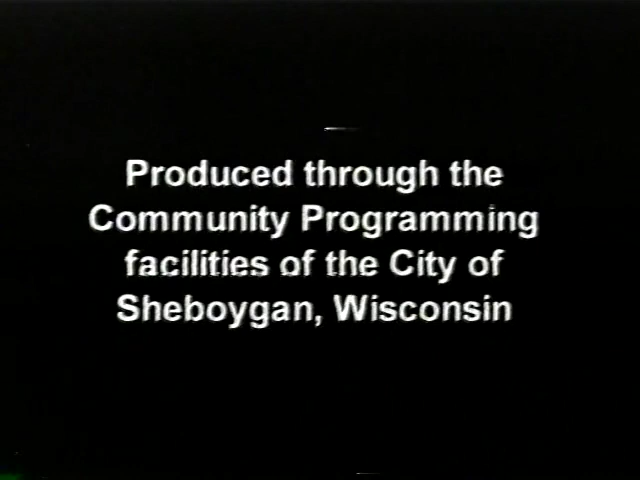 Produced through the
Community Programming
facilities of the City of
Sheboygan, Wisconsin